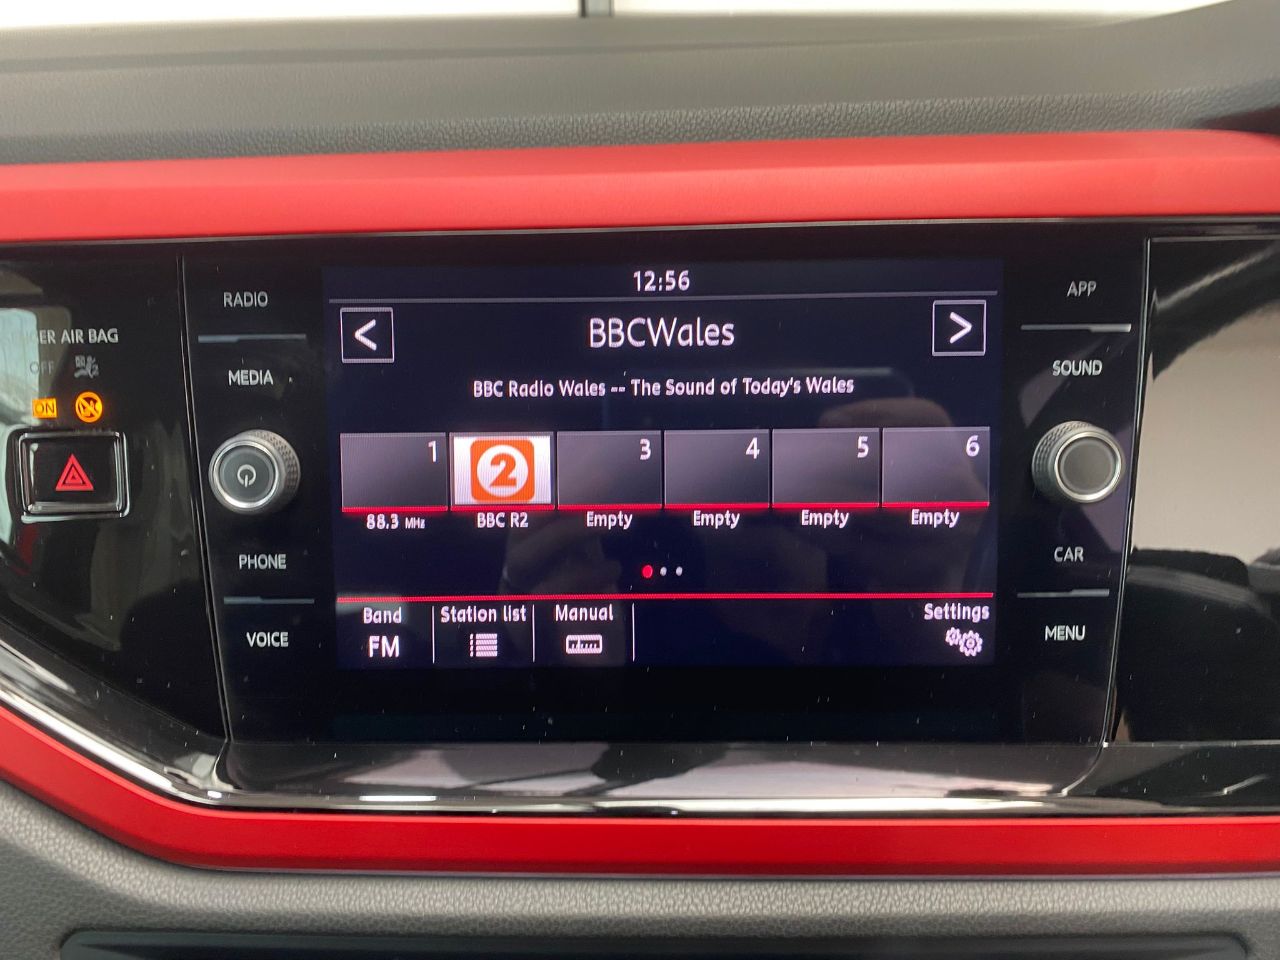 12:56
RADIO
APP
<
BBCWales
>
AIR BAG
OFF
MEDIA
SOUND
BBC Radio Wales -- The Sound of Today's Wales
ON
1
2
3
4
5
6
88.3 MHz
BBC R2
Empty
Empty
Empty
Empty
PHONE
CAR
Band
Station list
Manual
Settings
FM
VOICE
MENU